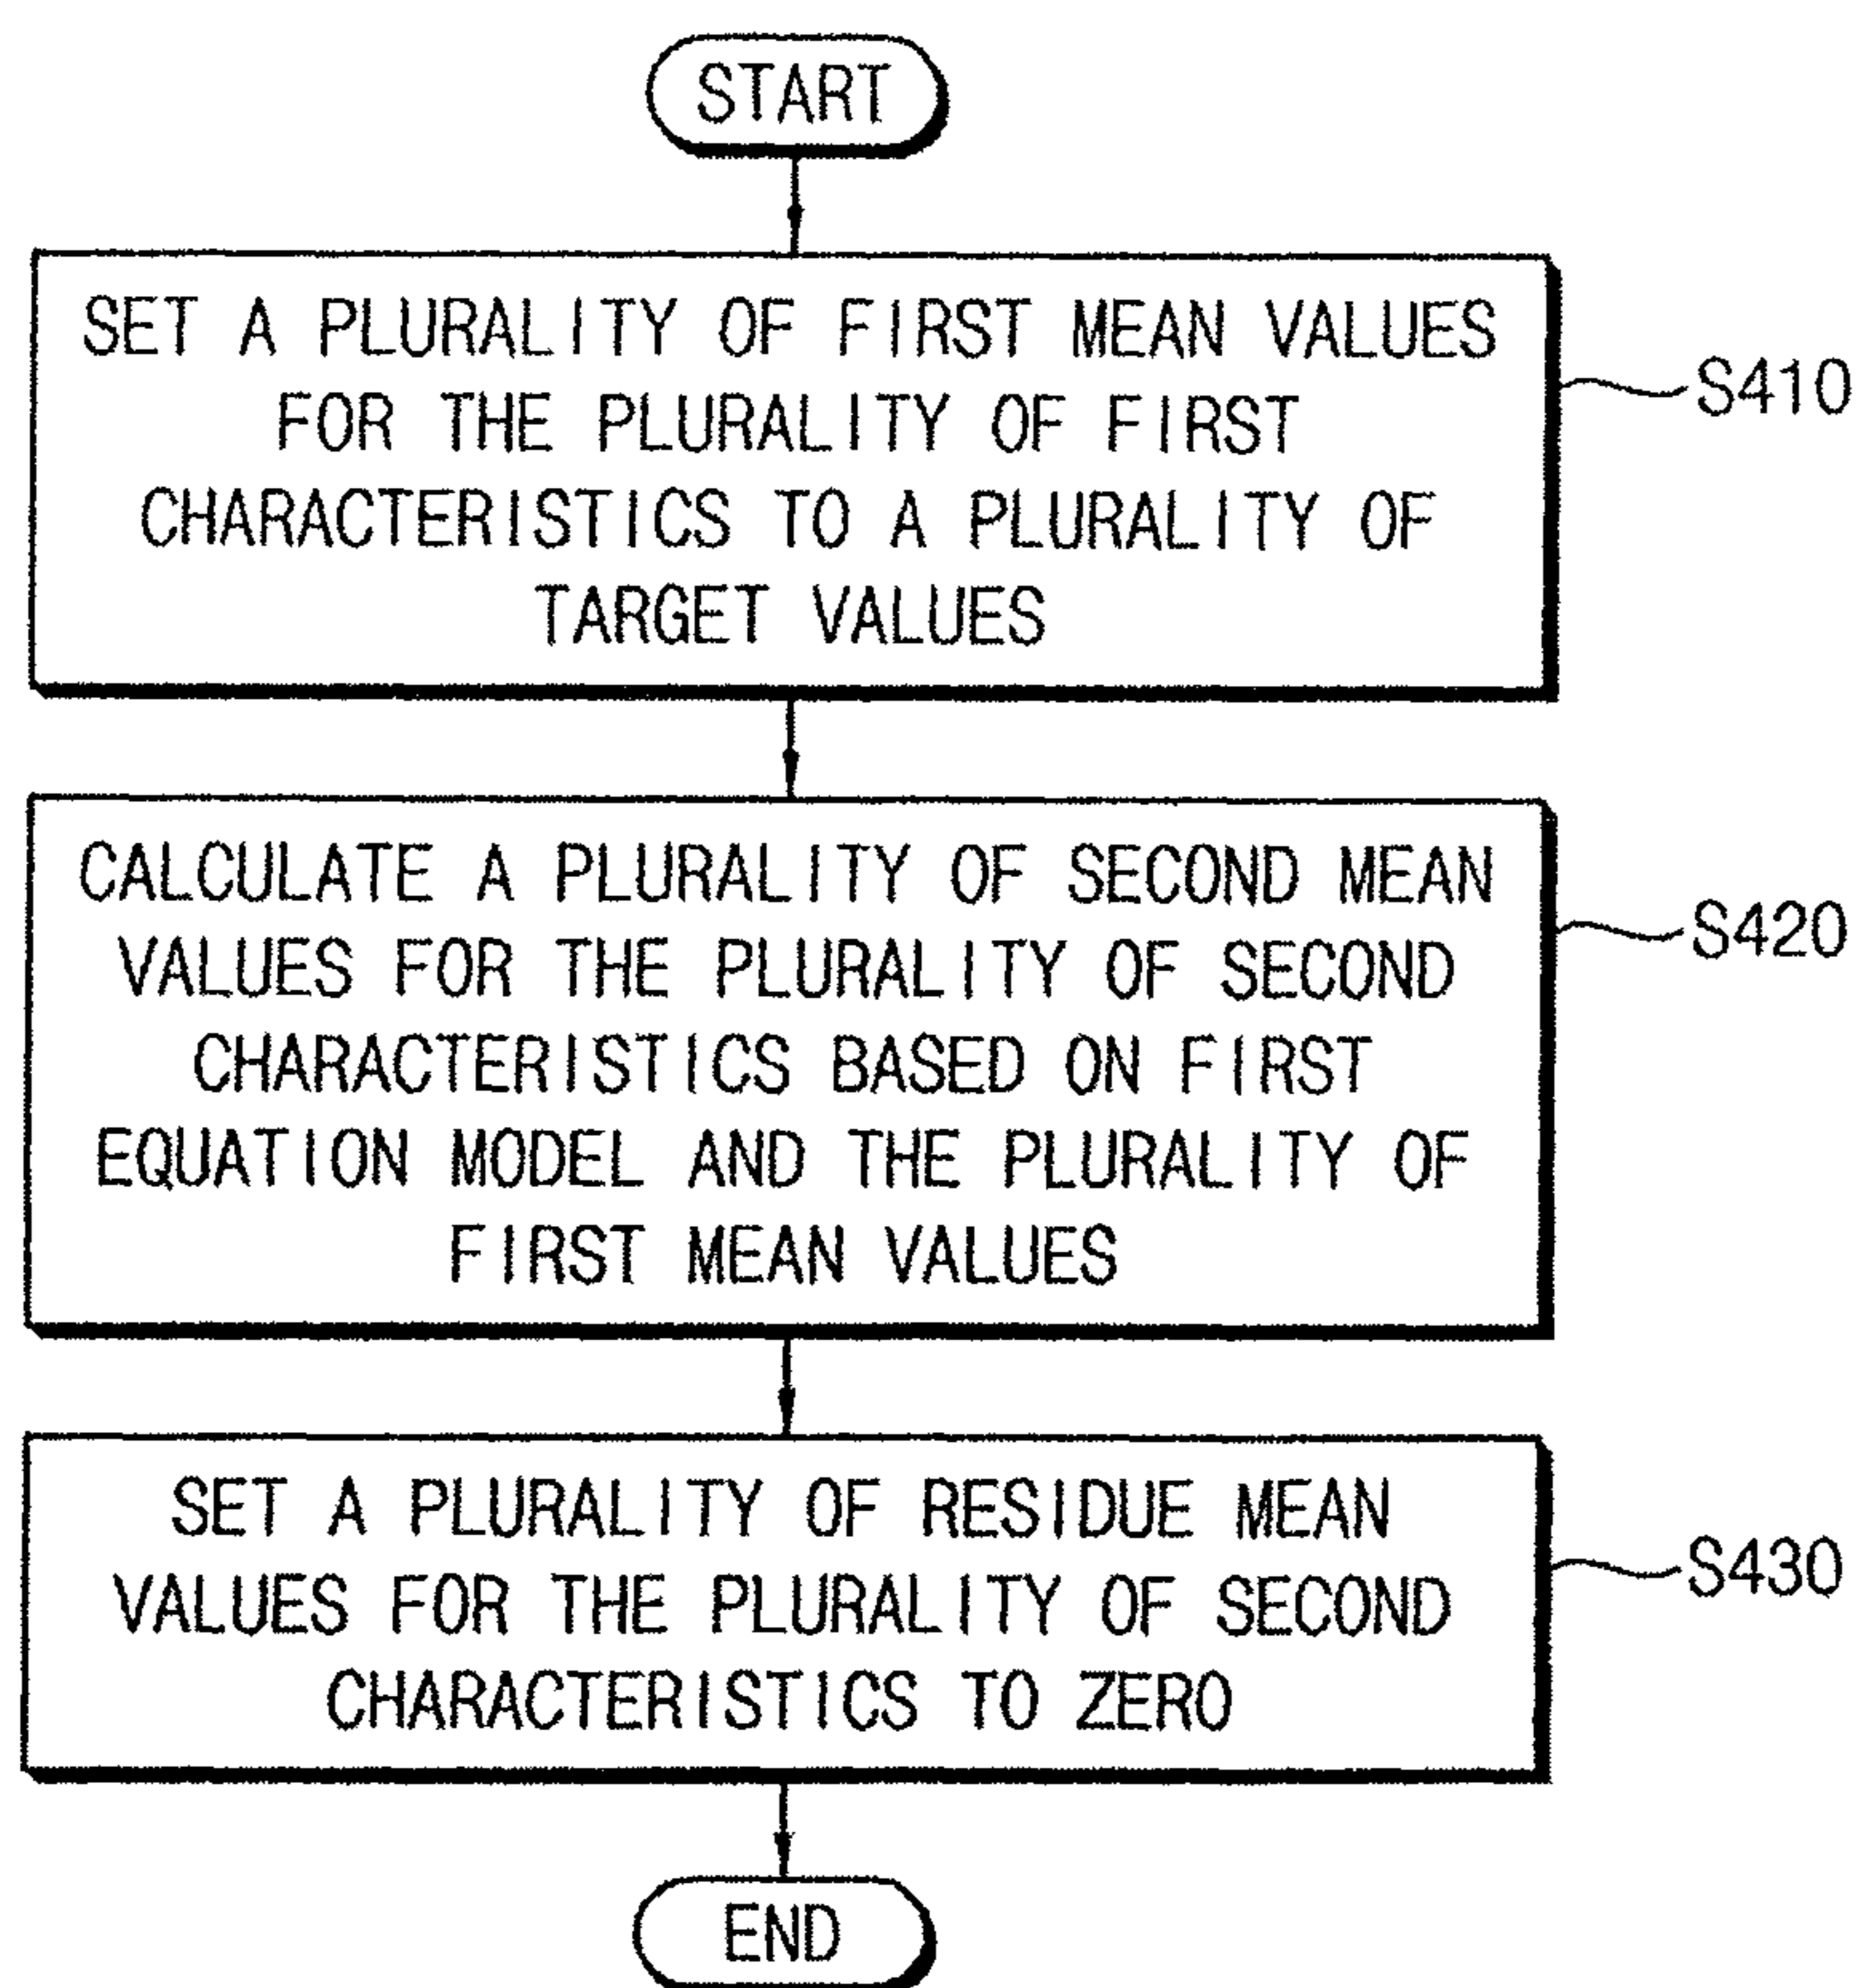 START
SET A PLURALITY OF FIRST MEAN VALUES
FOR THE PLURALITY OF FIRST
CHARACTERISTICS TO A PLURALITY OF
TARGET VALUES
S410
CALCULATE A PLURALITY OF SECOND MEAN
VALUES FOR THE PLURALITY OF SECOND
CHARACTERISTICS BASED ON FIRST
EQUATION MODEL AND THE PLURALITY OF
FIRST MEAN VALUES
S420
SET A PLURALITY OF RESIDUE MEAN
VALUES FOR THE PLURALITY OF SECOND
CHARACTERISTICS TO ZERO
S430
END